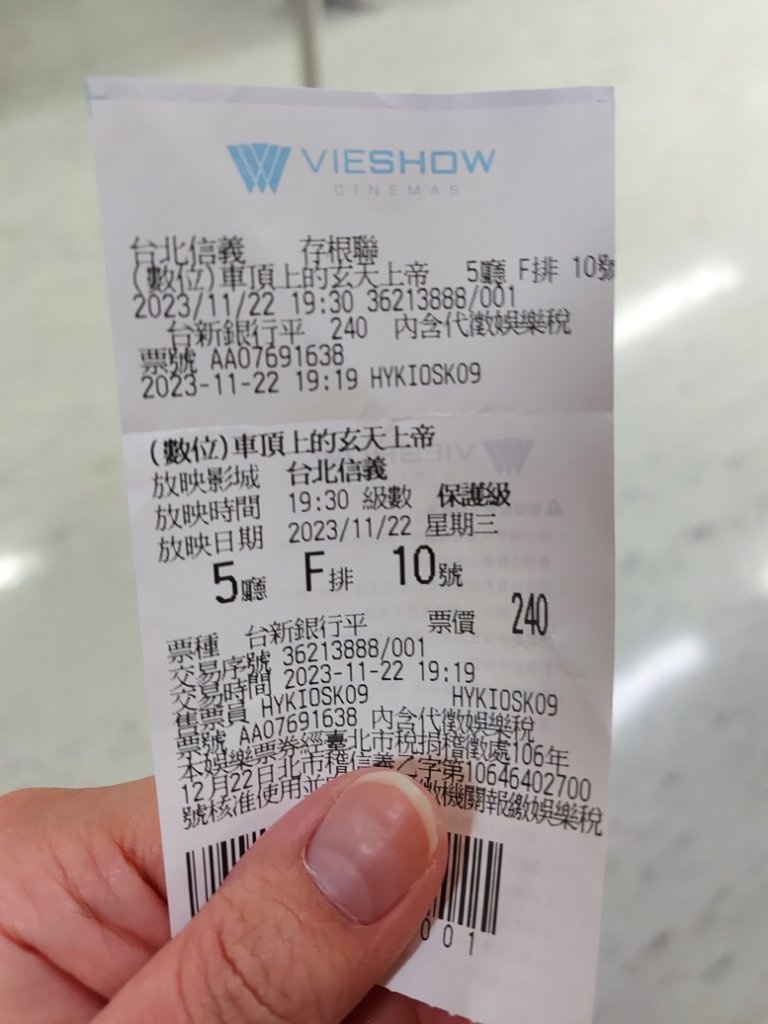 VIESHOW
CINEMAS
台北信義 存根聯
(數位)車頂上的玄天上帝 5廳 F排 10號
2023/11/22 19:30 36213888/001
台新銀行平 240 內含代徵娛樂稅
票號 AA07691638
2023-11-22 19:19 HYKIOSK09
(數位)車頂上的玄天上帝
放映影城 台北信義
放映時間 19:30 級數 保護級
放映日期 2023/11/22 星期三
5廳 F排 10號
票種 台新銀行平 票價 240
交易序號 36213888/001
交易時間 2023-11-22 19:19
售票員 HYKIOSK09 HYKIOSK09
票號 AA07691638 內含代徵娛樂稅
本娛樂票券經臺北市稅捐稽徵處106年
12月22日北市稽信義乙字第10646402700
號核准使用並 徵機關報繳娛樂稅
001